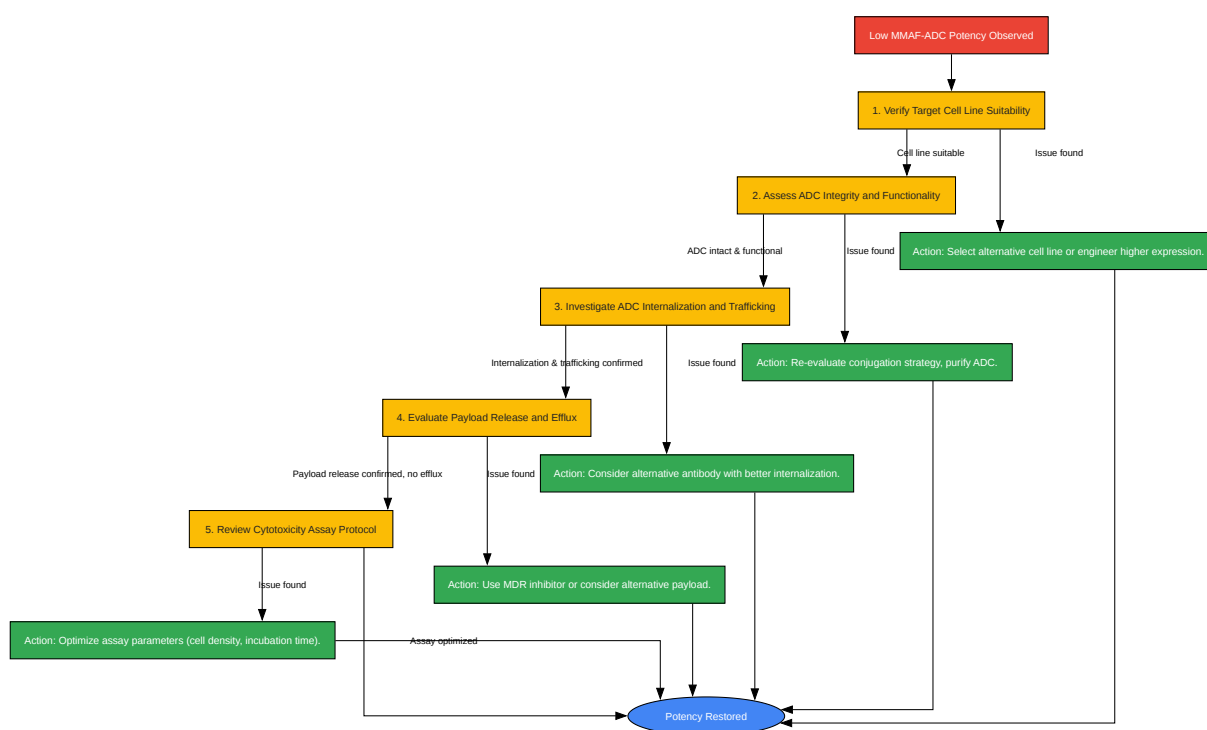 Low MMAF-ADC Potency Observed
1. Verify Target Cell Line Suitability
Cell line suitable
Issue found
2. Assess ADC Integrity and Functionality
ADC intact & functional
Issue found
Action: Select alternative cell line or engineer higher expression.
3. Investigate ADC Internalization and Trafficking
Internalization & trafficking confirmed
Issue found
Action: Re-evaluate conjugation strategy, purify ADC.
4. Evaluate Payload Release and Efflux
Payload release confirmed, no efflux
Issue found
Action: Consider alternative antibody with better internalization.
5. Review Cytotoxicity Assay Protocol
Issue found
Action: Use MDR inhibitor or consider alternative payload.
Action: Optimize assay parameters (cell density, incubation time).
Assay optimized
Potency Restored